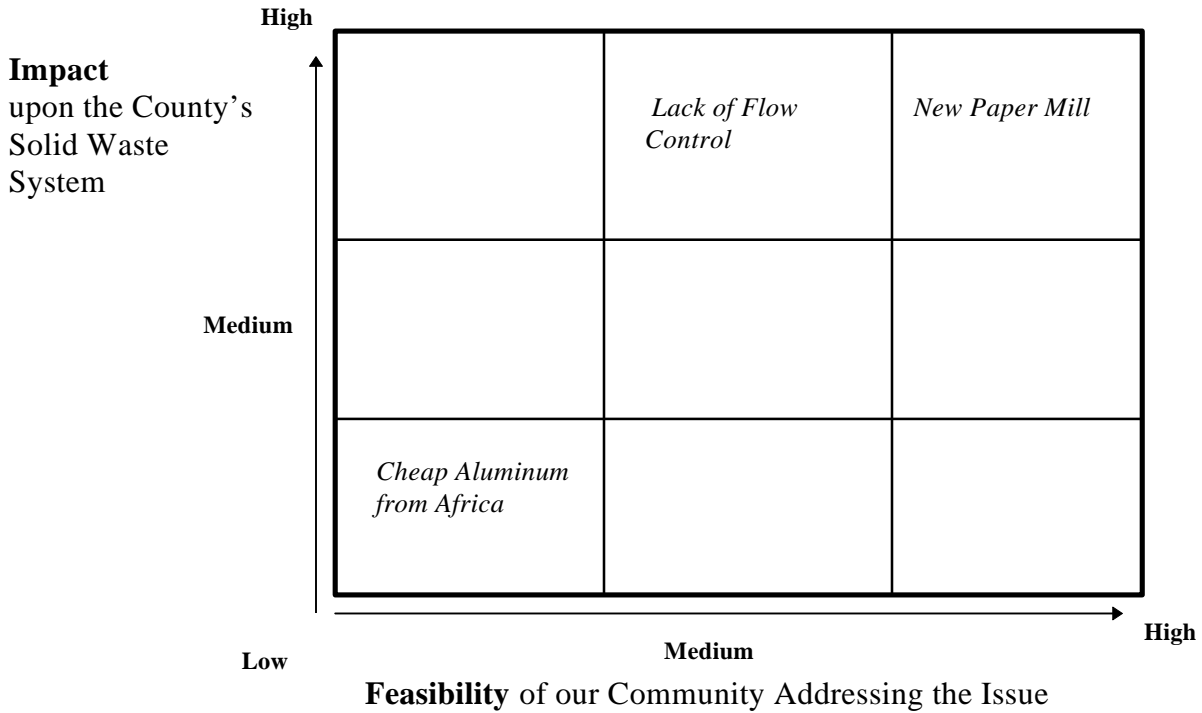 High
Impact
upon the County's
Solid Waste
System
Lack of Flow
Control
New Paper Mill
Medium
Cheap Aluminum
from Africa
High
Medium
Low
Feasibility of our Community Addressing the Issue